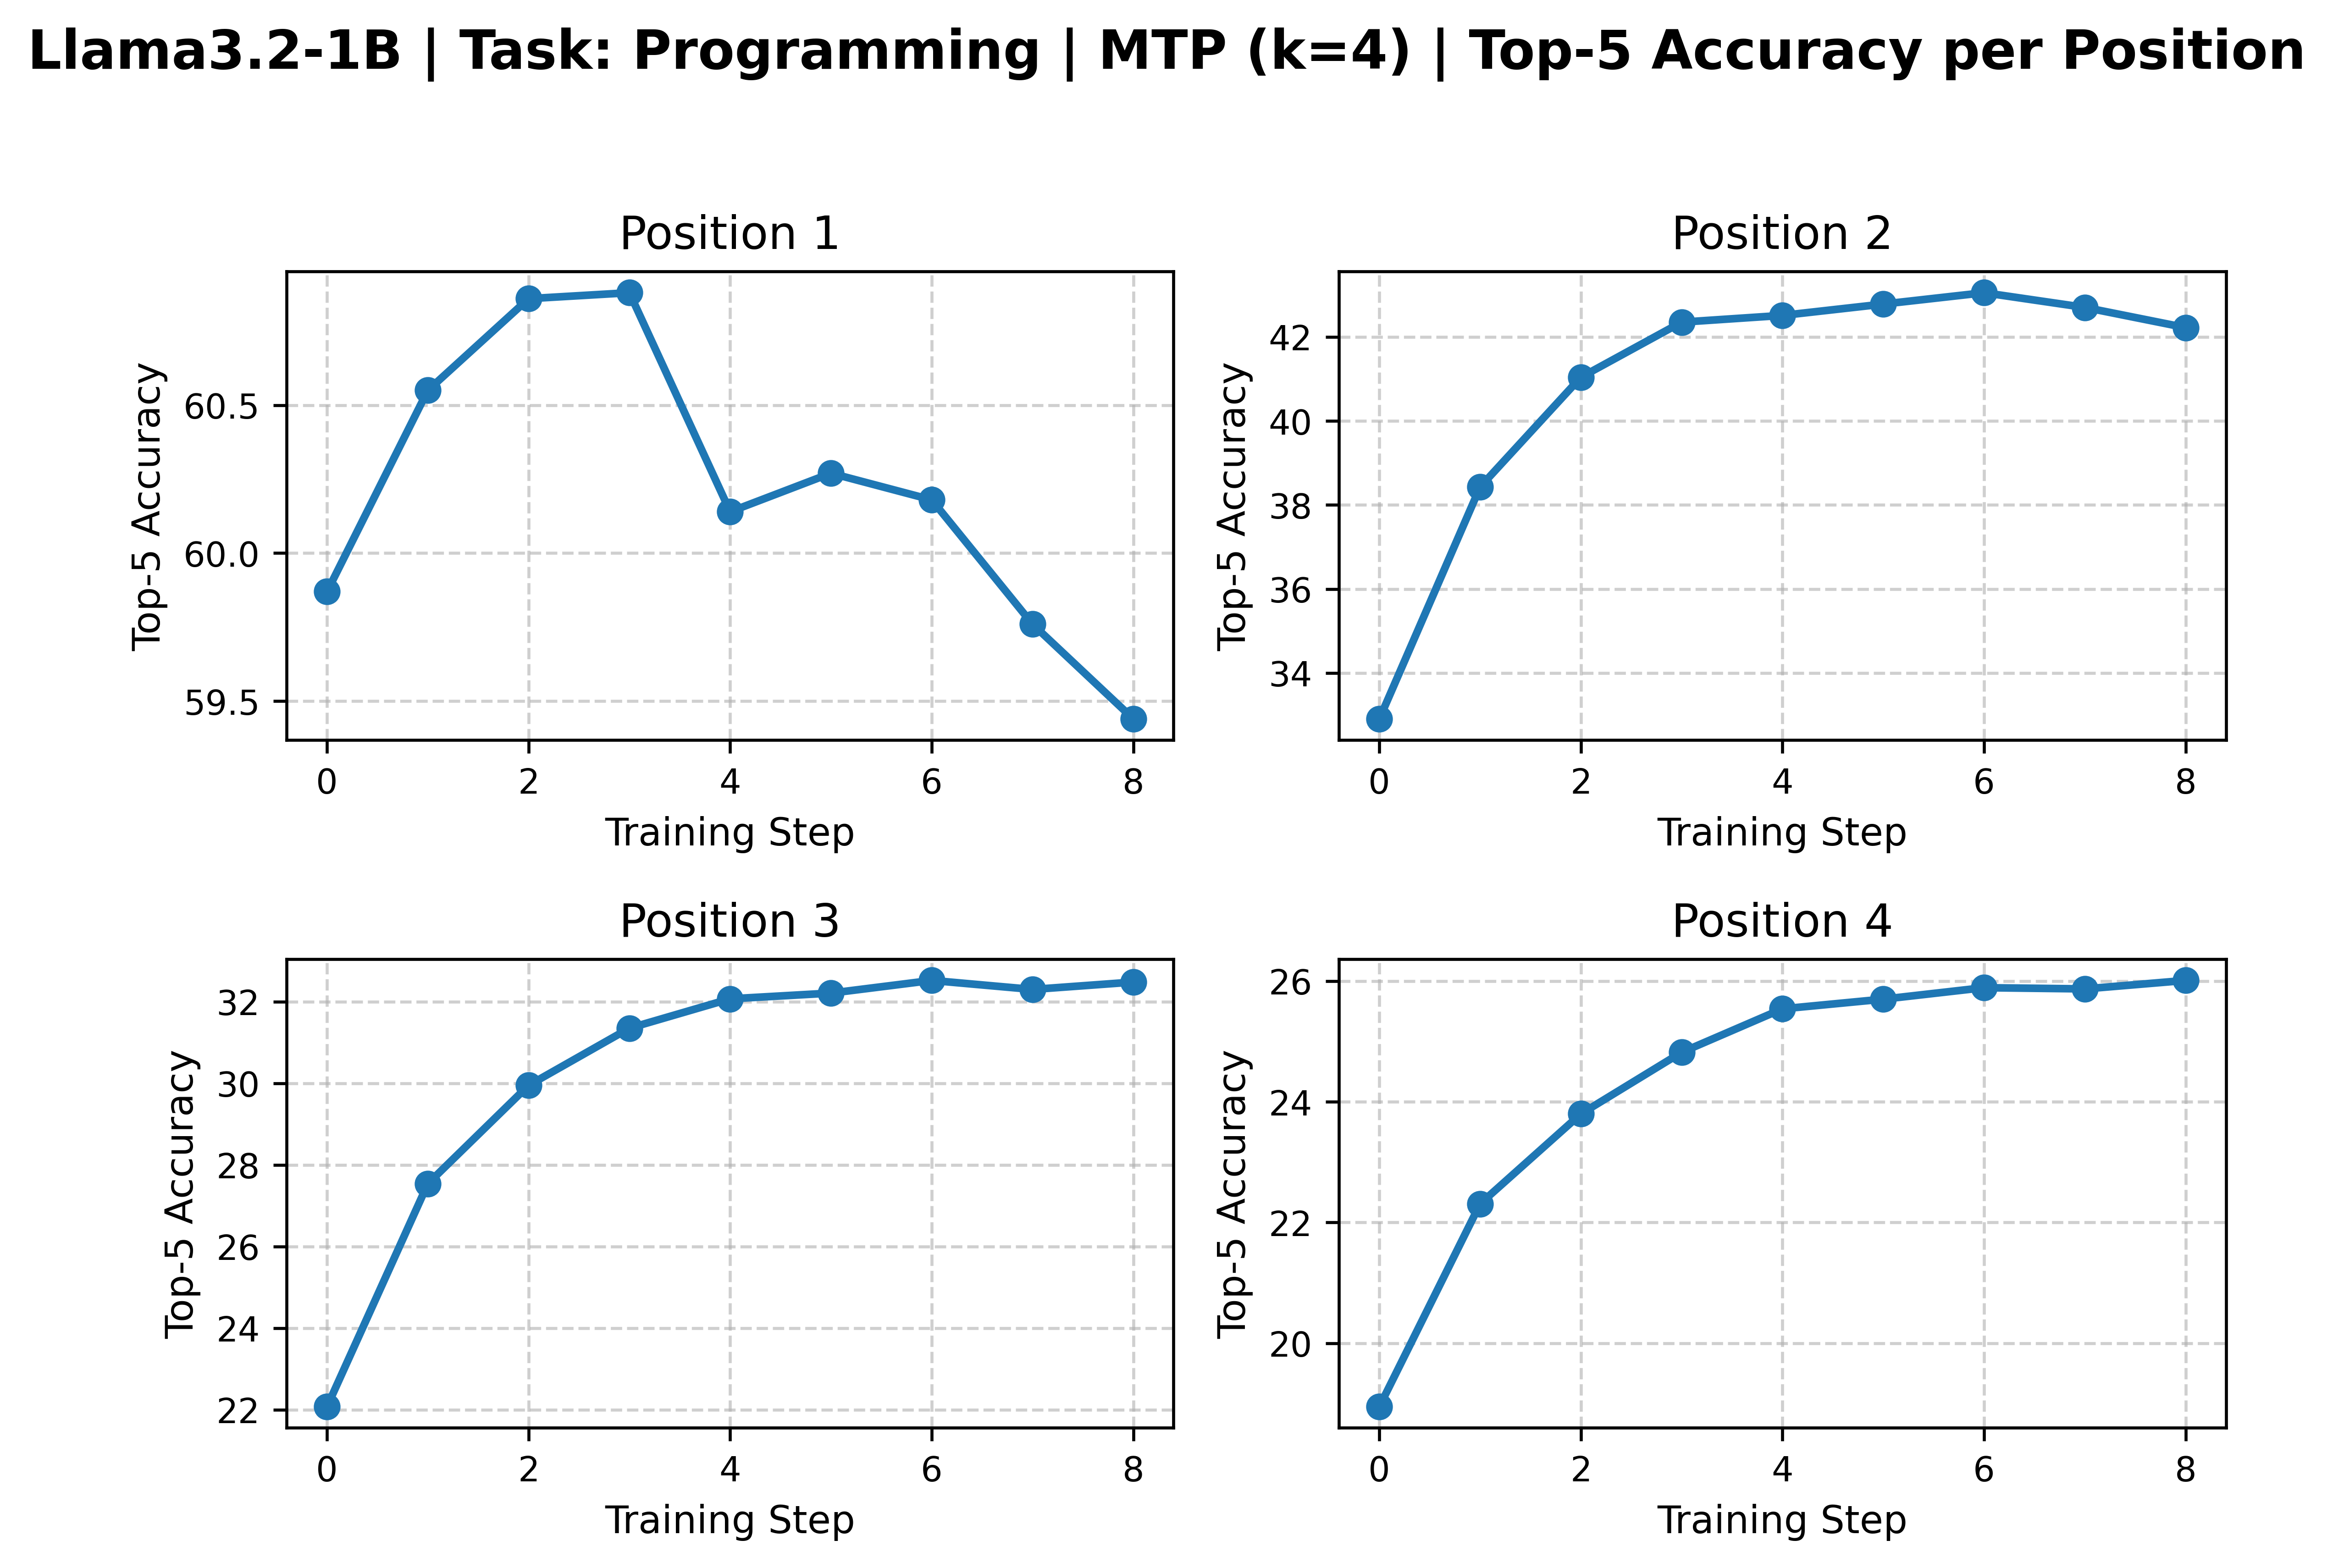 Llama3.2-1B | Task: Programming | MTP (k=4) | Top-5 Accuracy per Position
Position 1
Top-5 Accuracy
60.5
60.0
59.5
0 2 4 6 8
Training Step
Position 2
Top-5 Accuracy
42
40
38
36
34
0 2 4 6 8
Training Step
Position 3
Top-5 Accuracy
32
30
28
26
24
22
0 2 4 6 8
Training Step
Position 4
Top-5 Accuracy
26
24
22
20
0 2 4 6 8
Training Step